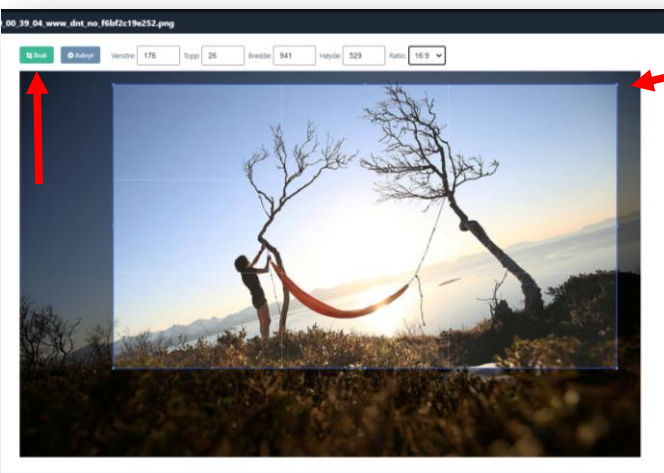 _00_39_04_www_dnt_no_f6bf2c19e252.png
Bruk Avbryt Venstre: 176 Topp: 26 Bredde: 941 Høyde: 529 Ratio: 16:9